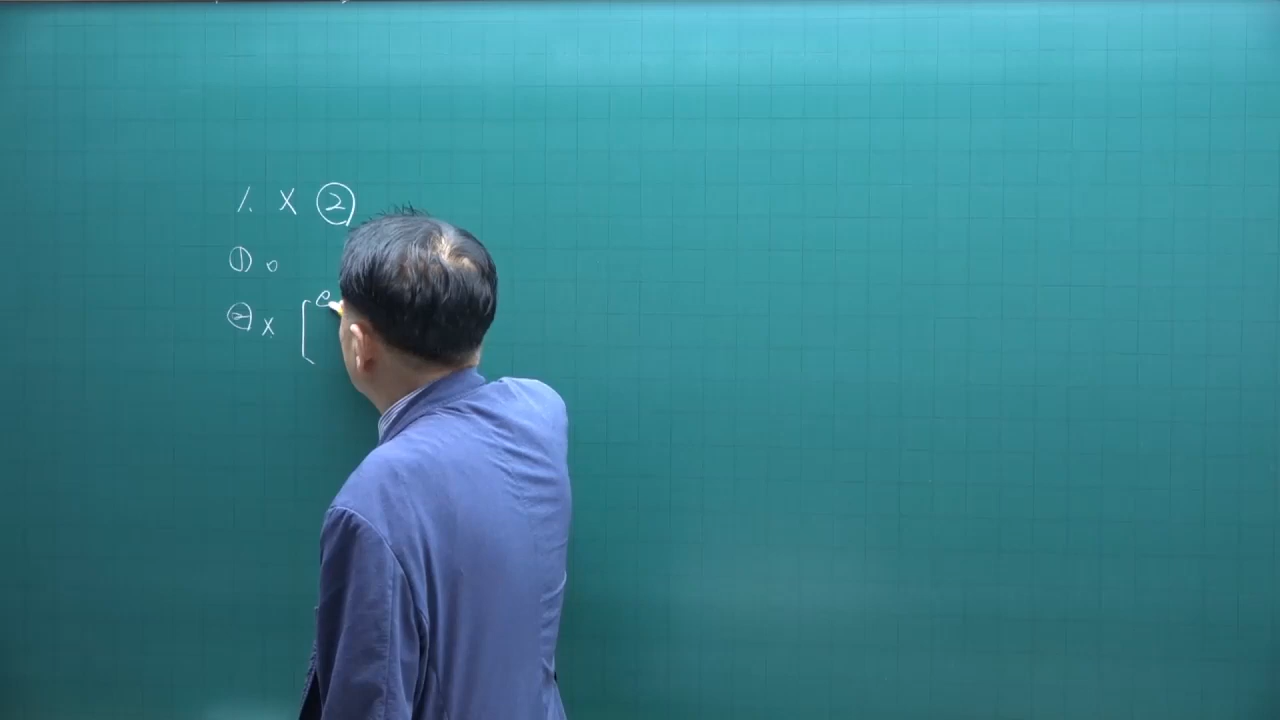 1. X ②
① o
② X [